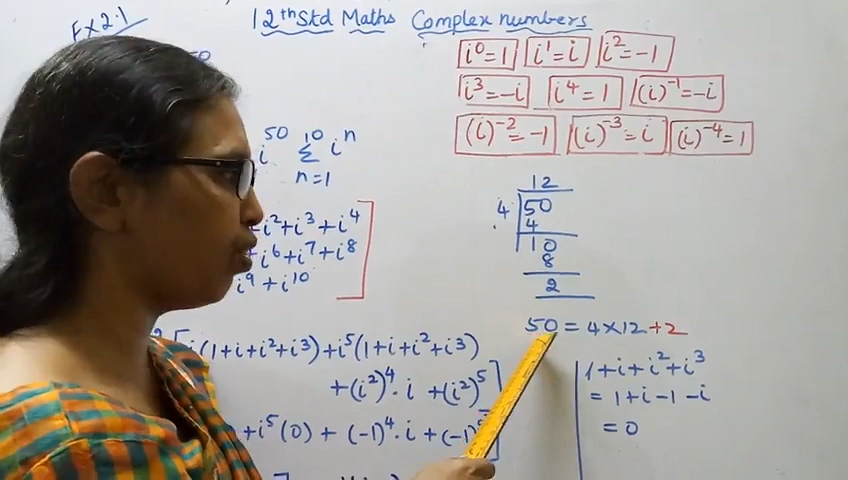 12th Std Maths Complex numbers
Ex 2.1
i⁰=1 i¹=i i²=-1
i³=-i i⁴=1 (i)⁻¹=-i
(i)⁻²=-1 (i)⁻³=i (i)⁻⁴=1
50
i⁵⁰ 10 Σ n=1 iⁿ
+i²+i³+i⁴
+i⁶+i⁷+i⁸
i⁹+i¹⁰
12
4 50
4
10
8
2
50=4×12+2
i(1+i+i²+i³)+i⁵(1+i+i²+i³)
+(i²)⁴·i+(i²)⁵
+i⁵(0)+(-1)⁴·i+(-1)
1+i+i²+i³
=1+i-1-i
=0